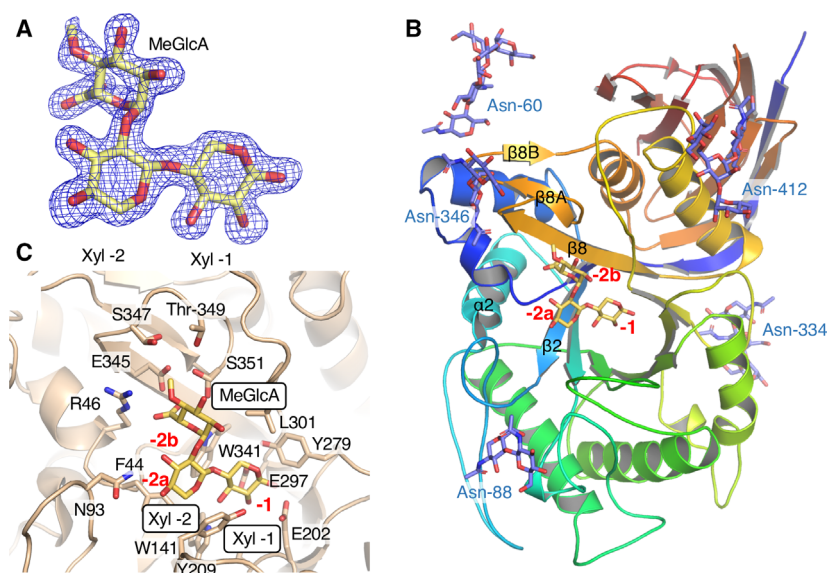 A
MeGlcA
Xyl -2
Xyl -1
B
Asn-60
β8B
β8A
Asn-346
Asn-412
β8
-2b
α2
-2a
-1
β2
Asn-334
Asn-88
C
S347
Thr-349
E345
S351
R46
MeGlcA
L301
-2b
W341
Y279
F44
-2a
E297
N93
-1
Xyl -2
E202
W141
Xyl -1
Y209